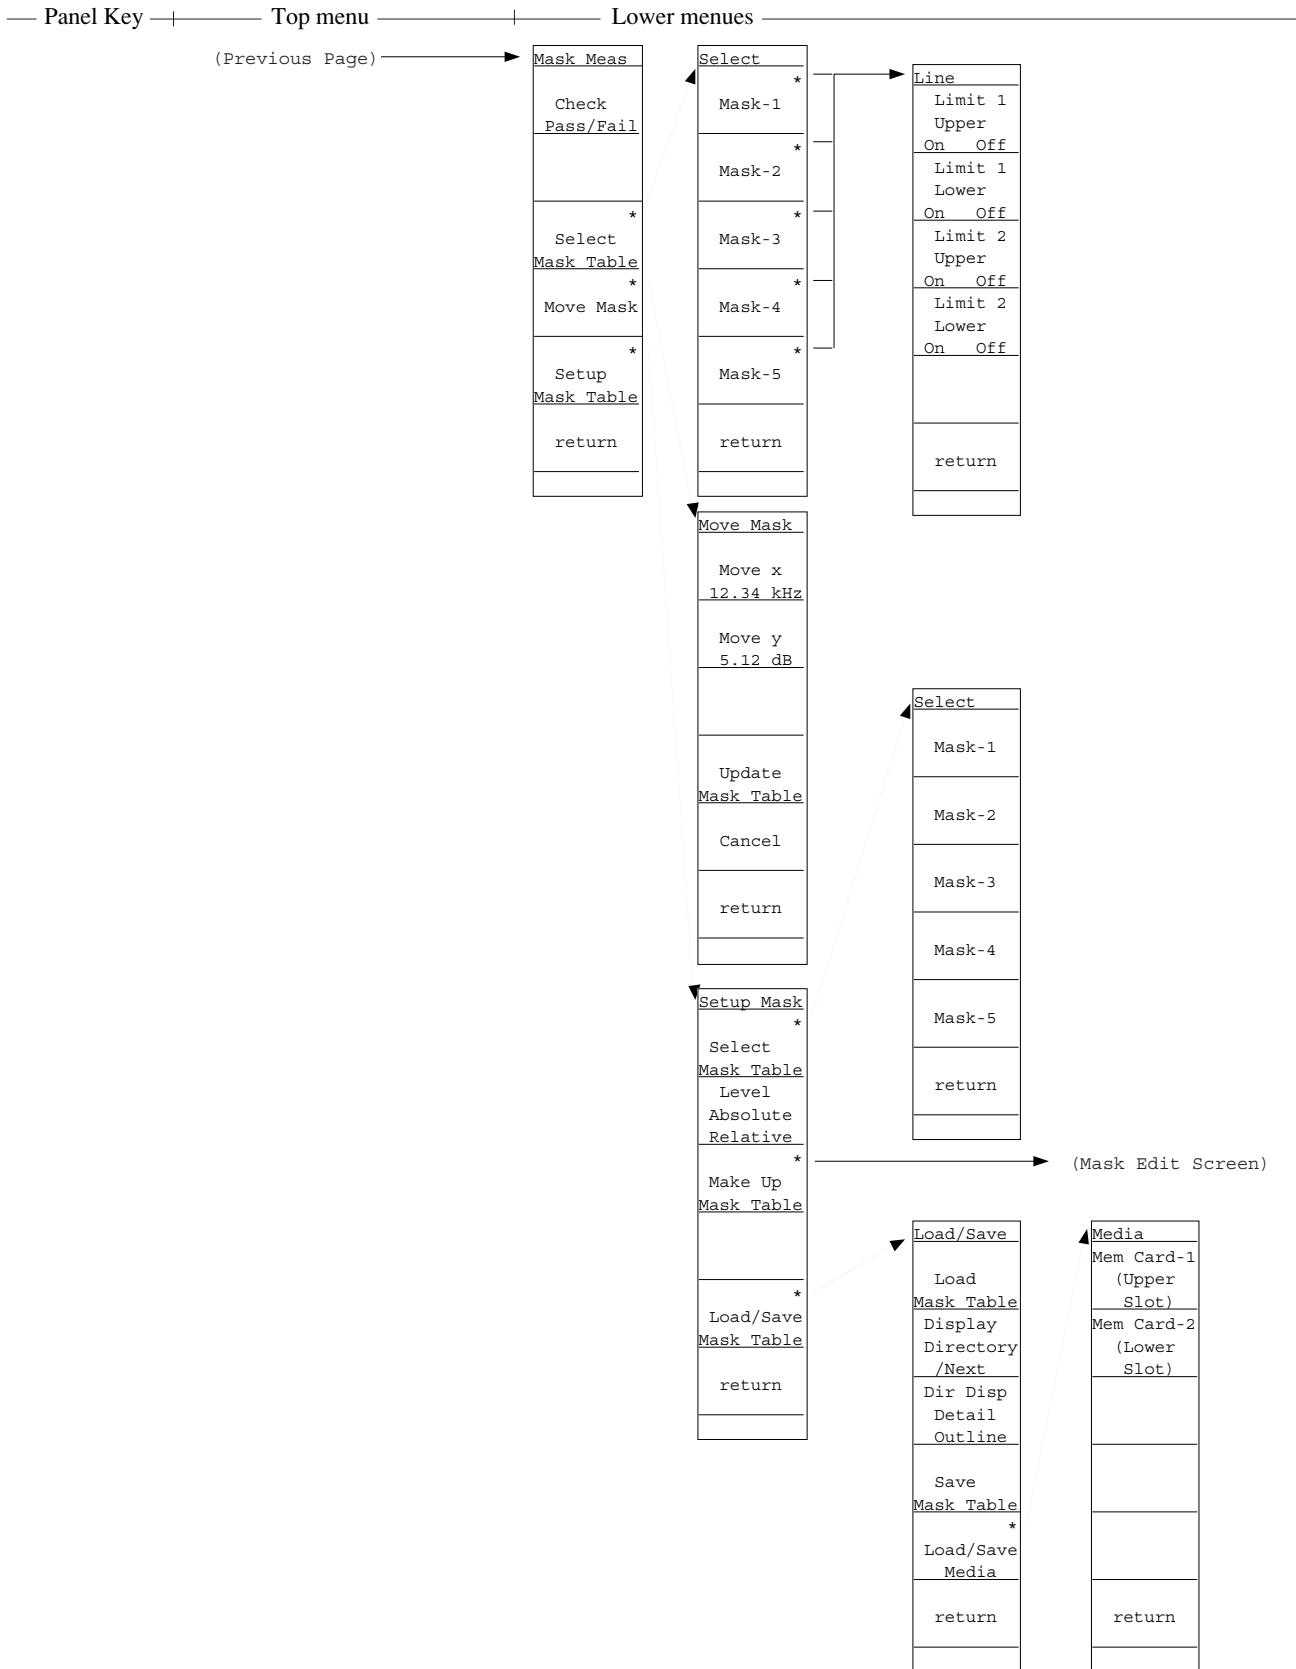 Panel Key
Top menu
Lower menues
(Previous Page)
Mask Meas
Check
Pass/Fail
*
Select
Mask Table
*
Move Mask
*
Setup
Mask Table
return
Select
*
Mask-1
*
Mask-2
*
Mask-3
*
Mask-4
*
Mask-5
return
Line
Limit 1
Upper
On Off
Limit 1
Lower
On Off
Limit 2
Upper
On Off
Limit 2
Lower
On Off
return
Move Mask
Move x
12.34 kHz
Move y
5.12 dB
Update
Mask Table
Cancel
return
Select
Mask-1
Mask-2
Mask-3
Mask-4
Mask-5
return
Setup Mask
*
Select
Mask Table
Level
Absolute
Relative
*
Make Up
Mask Table
*
Load/Save
Mask Table
return
(Mask Edit Screen)
Load/Save
Load
Mask Table
Display
Directory
/Next
Dir Disp
Detail
Outline
Save
Mask Table
*
Load/Save
Media
return
Media
Mem Card-1
(Upper
Slot)
Mem Card-2
(Lower
Slot)
return